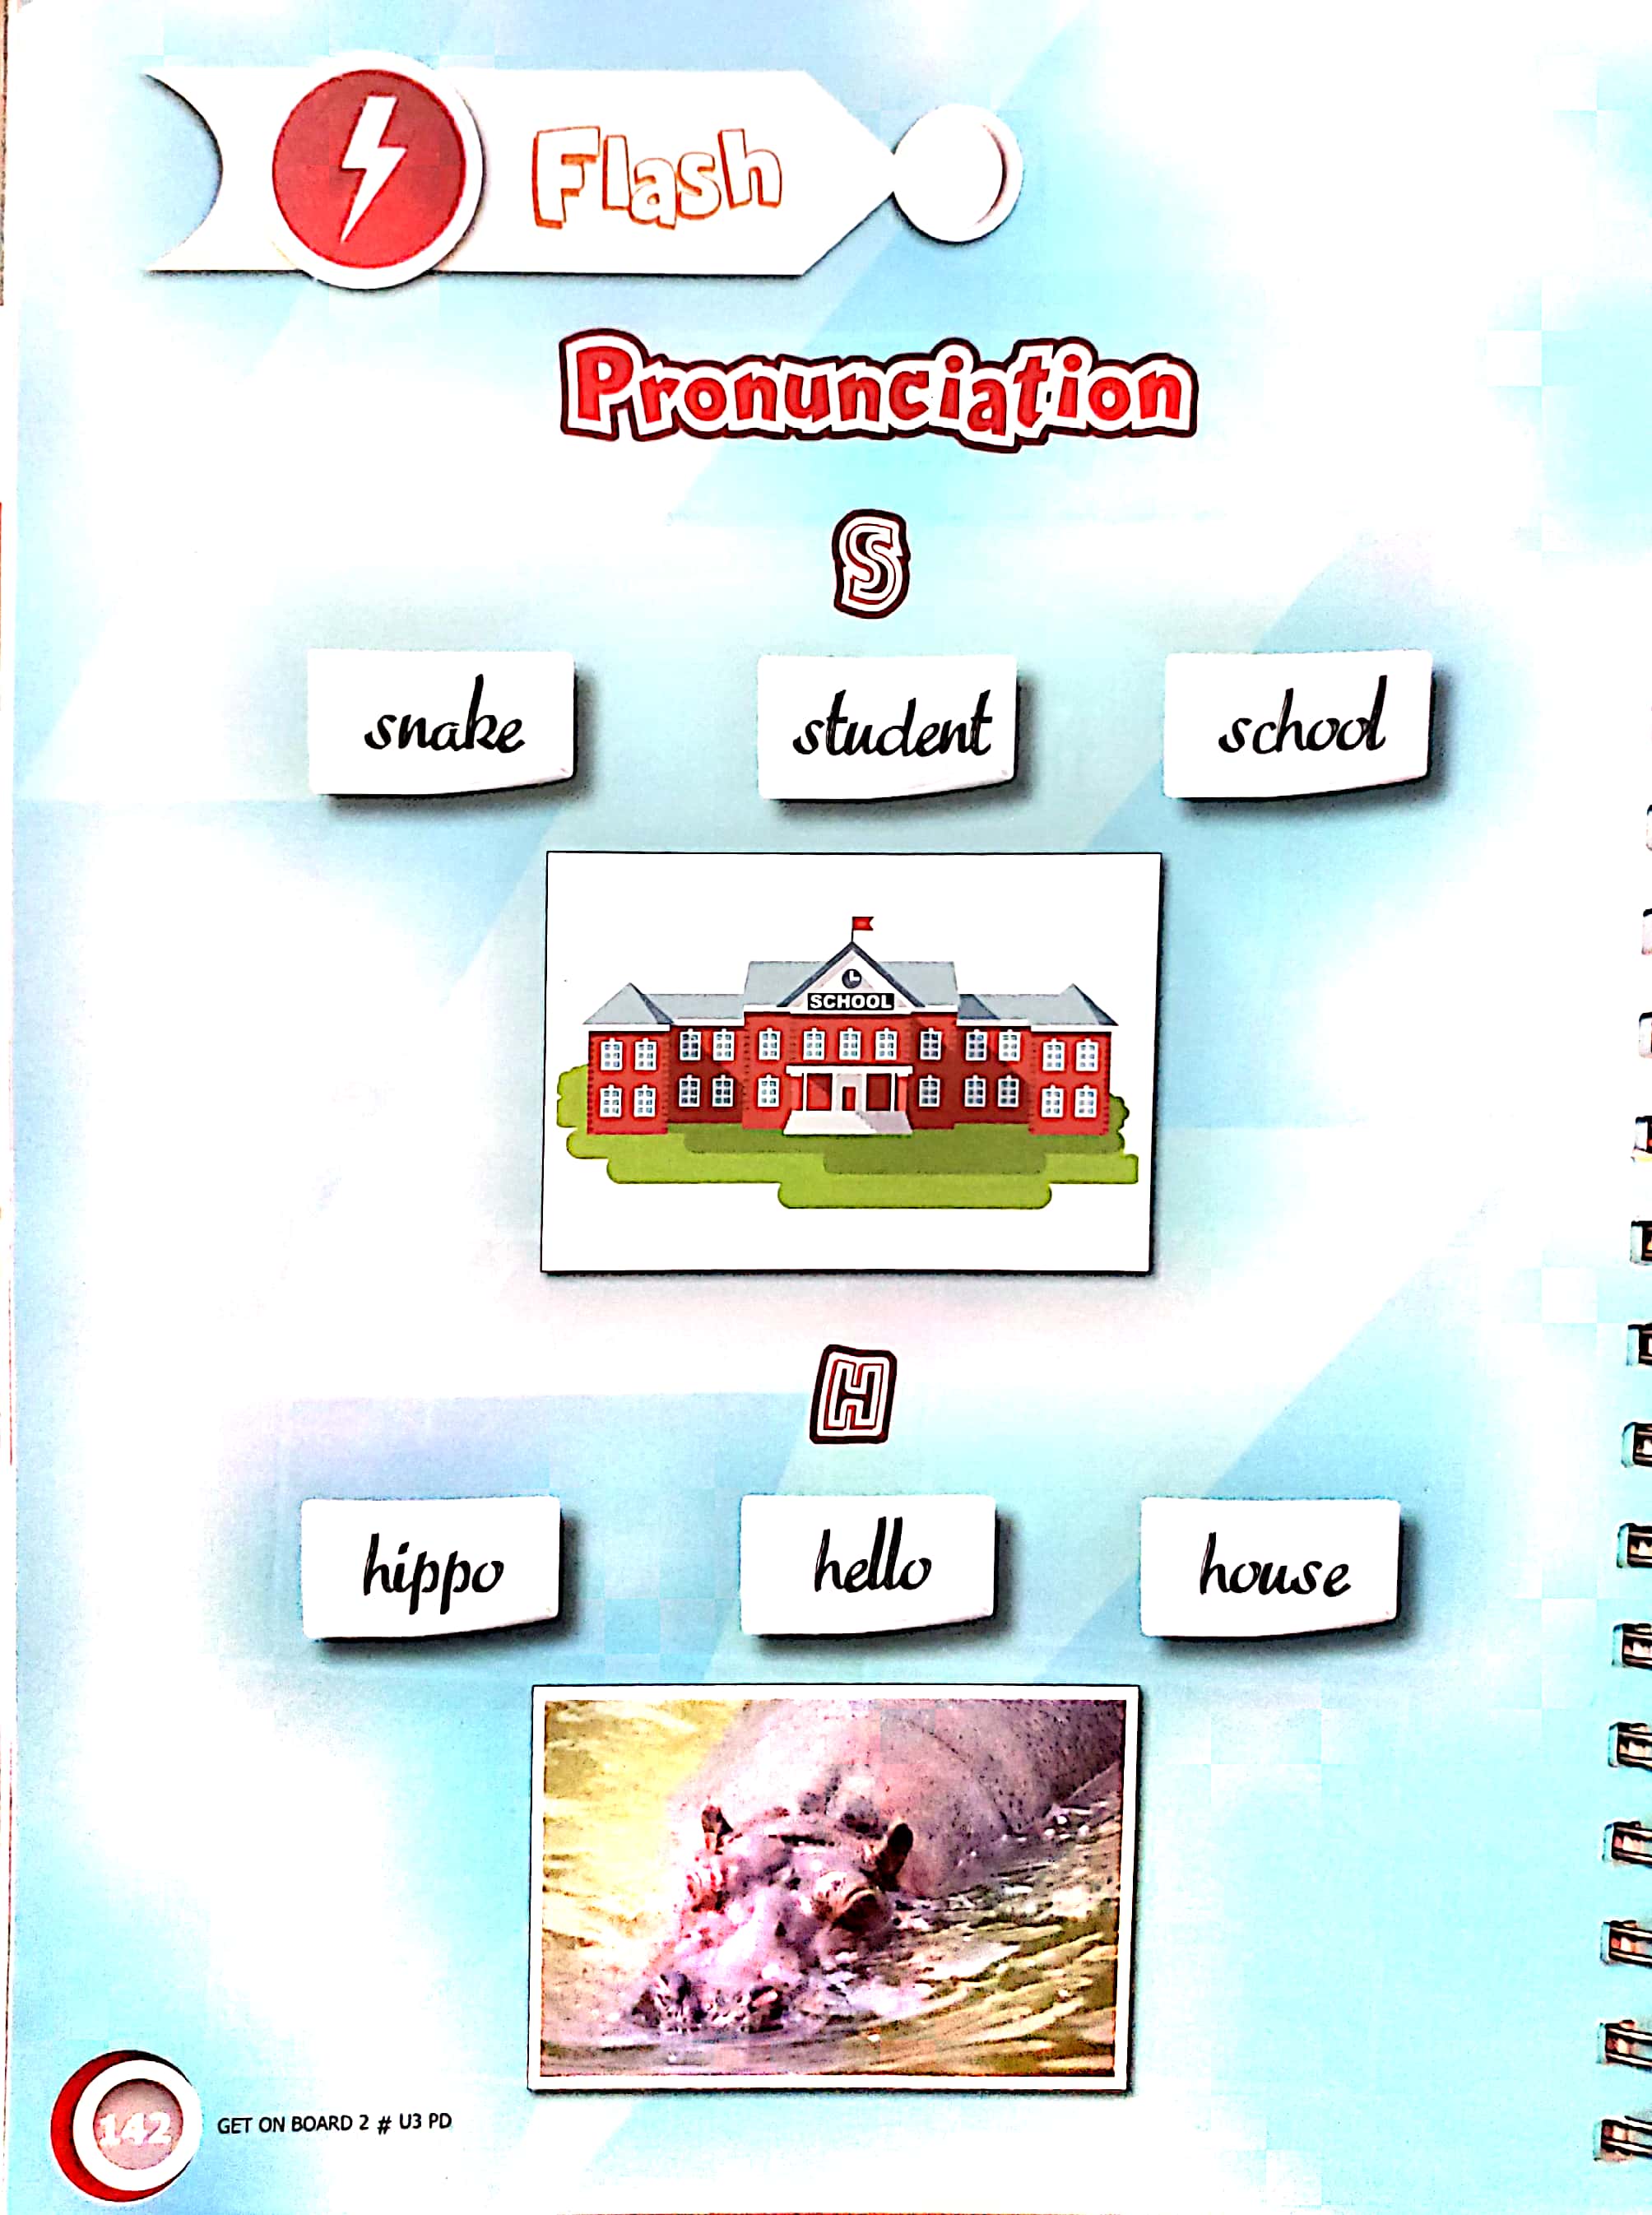 Flash
Pronunciation
S
snake student school
SCHOOL
H
hippo hello house
142 GET ON BOARD 2 # U3 PD